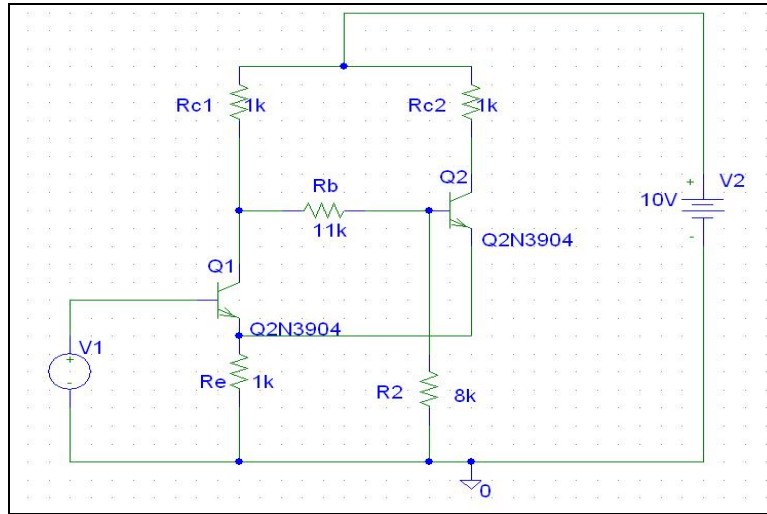 Rc1 1k
Rc2 1k
Rb
11k
Q2
Q2N3904
V2
+
10V
-
Q1
Q2N3904
V1
+
-
Re 1k
R2 8k
0